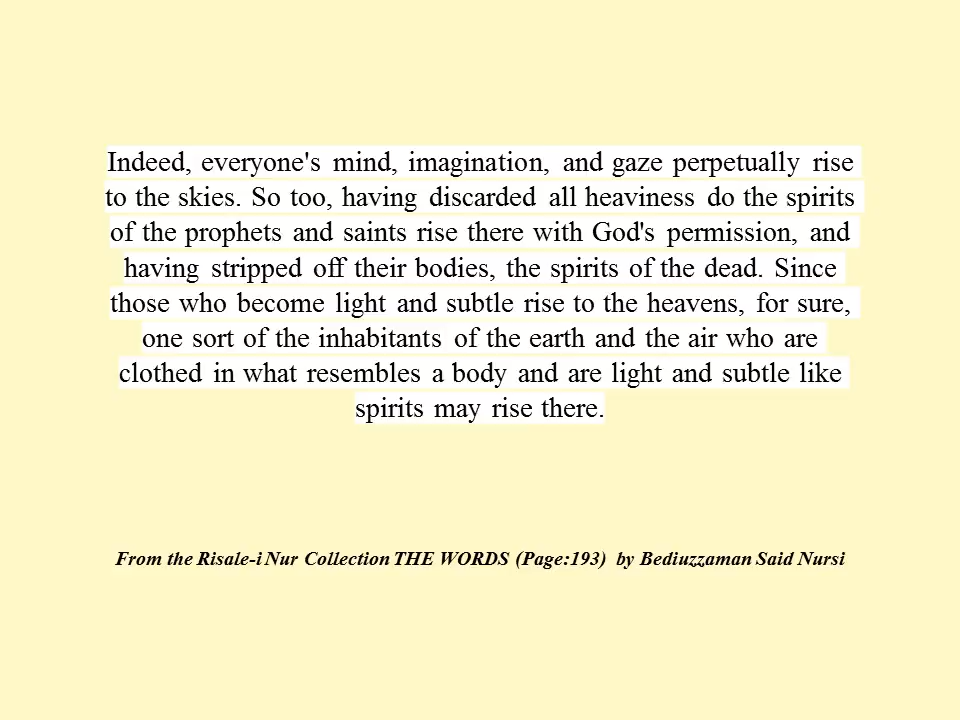 Indeed, everyone's mind, imagination, and gaze perpetually rise
to the skies. So too, having discarded all heaviness do the spirits
of the prophets and saints rise there with God's permission, and
having stripped off their bodies, the spirits of the dead. Since
those who become light and subtle rise to the heavens, for sure,
one sort of the inhabitants of the earth and the air who are
clothed in what resembles a body and are light and subtle like
spirits may rise there.
From the Risale-i Nur Collection THE WORDS (Page:193) by Bediuzzaman Said Nursi